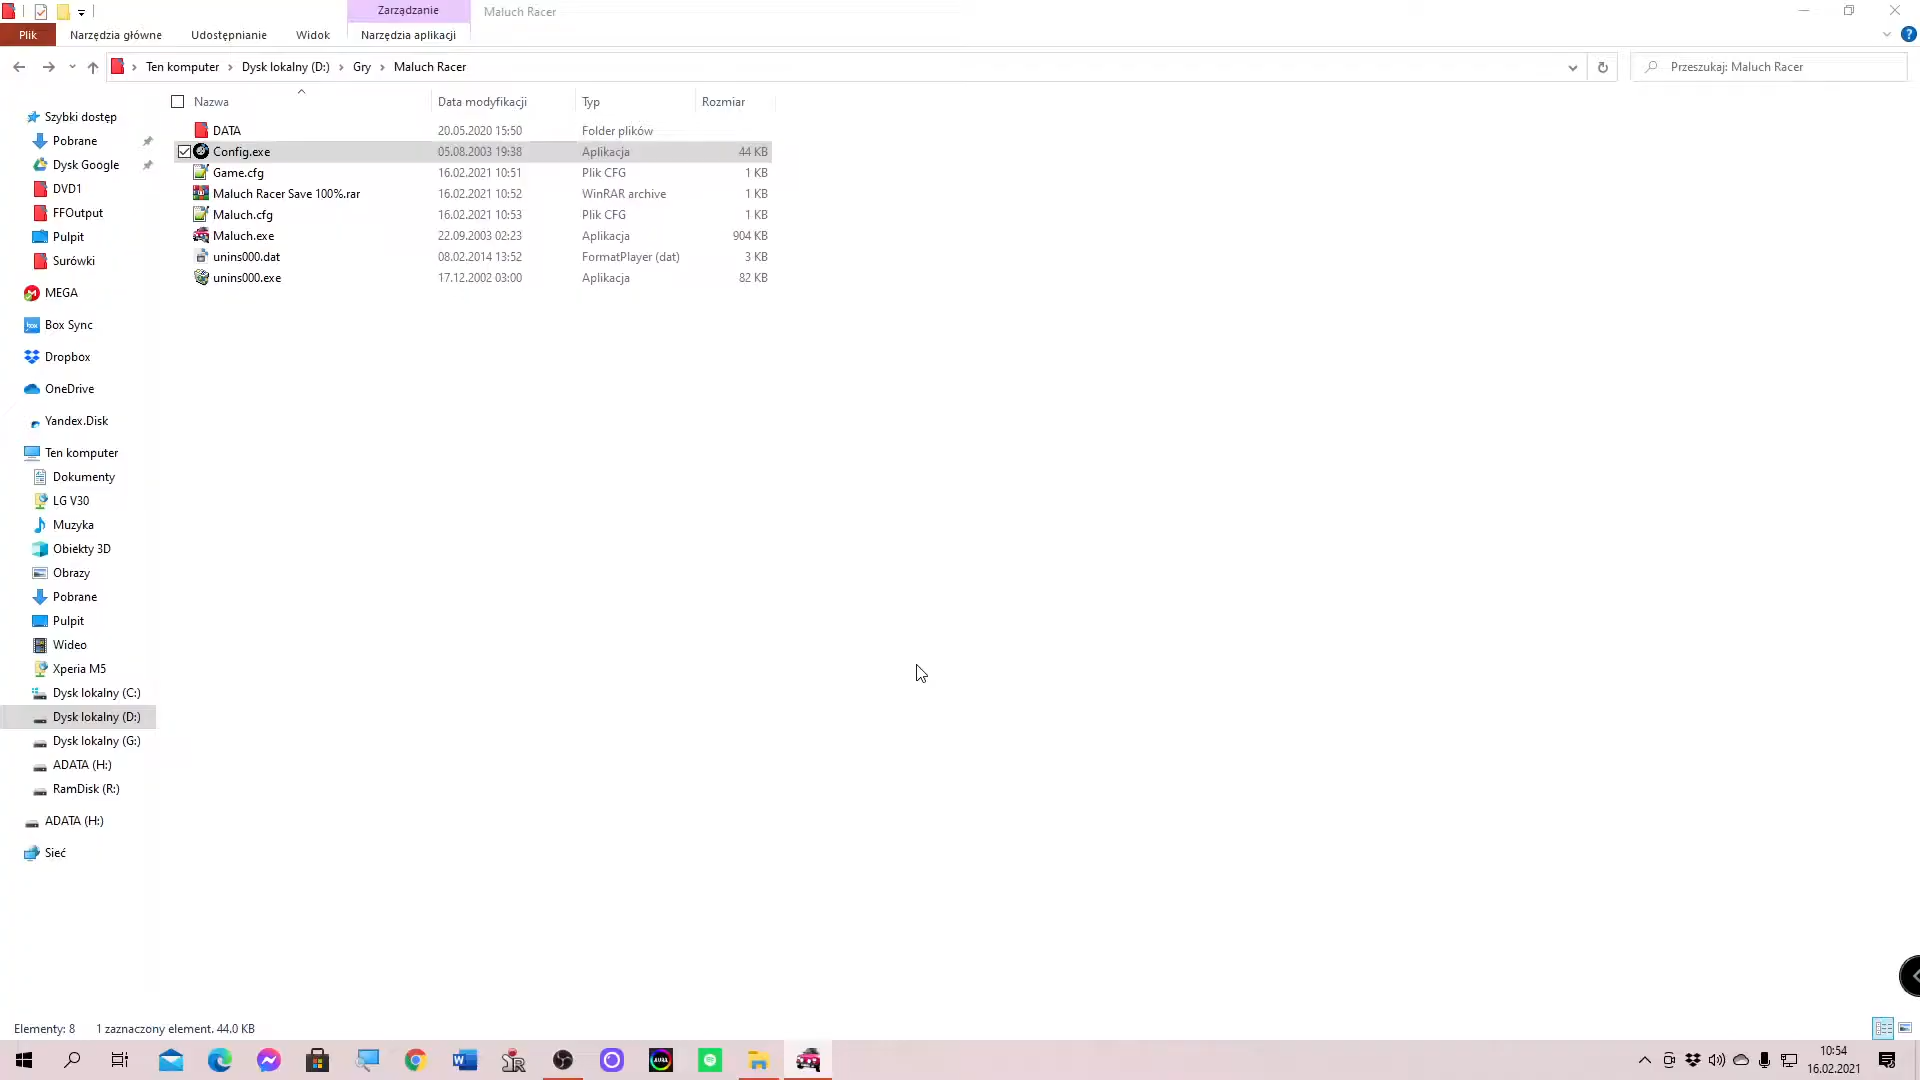 Zarządzanie
Maluch Racer
Plik
Narzędzia główne
Udostępnianie
Widok
Narzędzia aplikacji
Ten komputer
Dysk lokalny (D:)
Gry
Maluch Racer
Przeszukaj: Maluch Racer
Nazwa Data modyfikacji Typ Rozmiar
DATA 20.05.2020 15:50 Folder plików
Config.exe 05.08.2003 19:38 Aplikacja 44 KB
Game.cfg 16.02.2021 10:51 Plik CFG 1 KB
Maluch Racer Save 100%.rar 16.02.2021 10:52 WinRAR archive 1 KB
Maluch.cfg 16.02.2021 10:53 Plik CFG 1 KB
Maluch.exe 22.09.2003 02:23 Aplikacja 904 KB
unins000.dat 08.02.2014 13:52 FormatPlayer (dat) 3 KB
unins000.exe 17.12.2002 03:00 Aplikacja 82 KB
Szybki dostęp
Pobrane
Dysk Google
DVD1
FFOutput
Pulpit
Surówki
MEGA
Box Sync
Dropbox
OneDrive
Yandex.Disk
Ten komputer
Dokumenty
LG V30
Muzyka
Obiekty 3D
Obrazy
Pobrane
Pulpit
Wideo
Xperia M5
Dysk lokalny (C:)
Dysk lokalny (D:)
Dysk lokalny (G:)
ADATA (H:)
RamDisk (R:)
ADATA (H:)
Sieć
Elementy: 8
1 zaznaczony element. 44.0 KB
10:54
16.02.2021